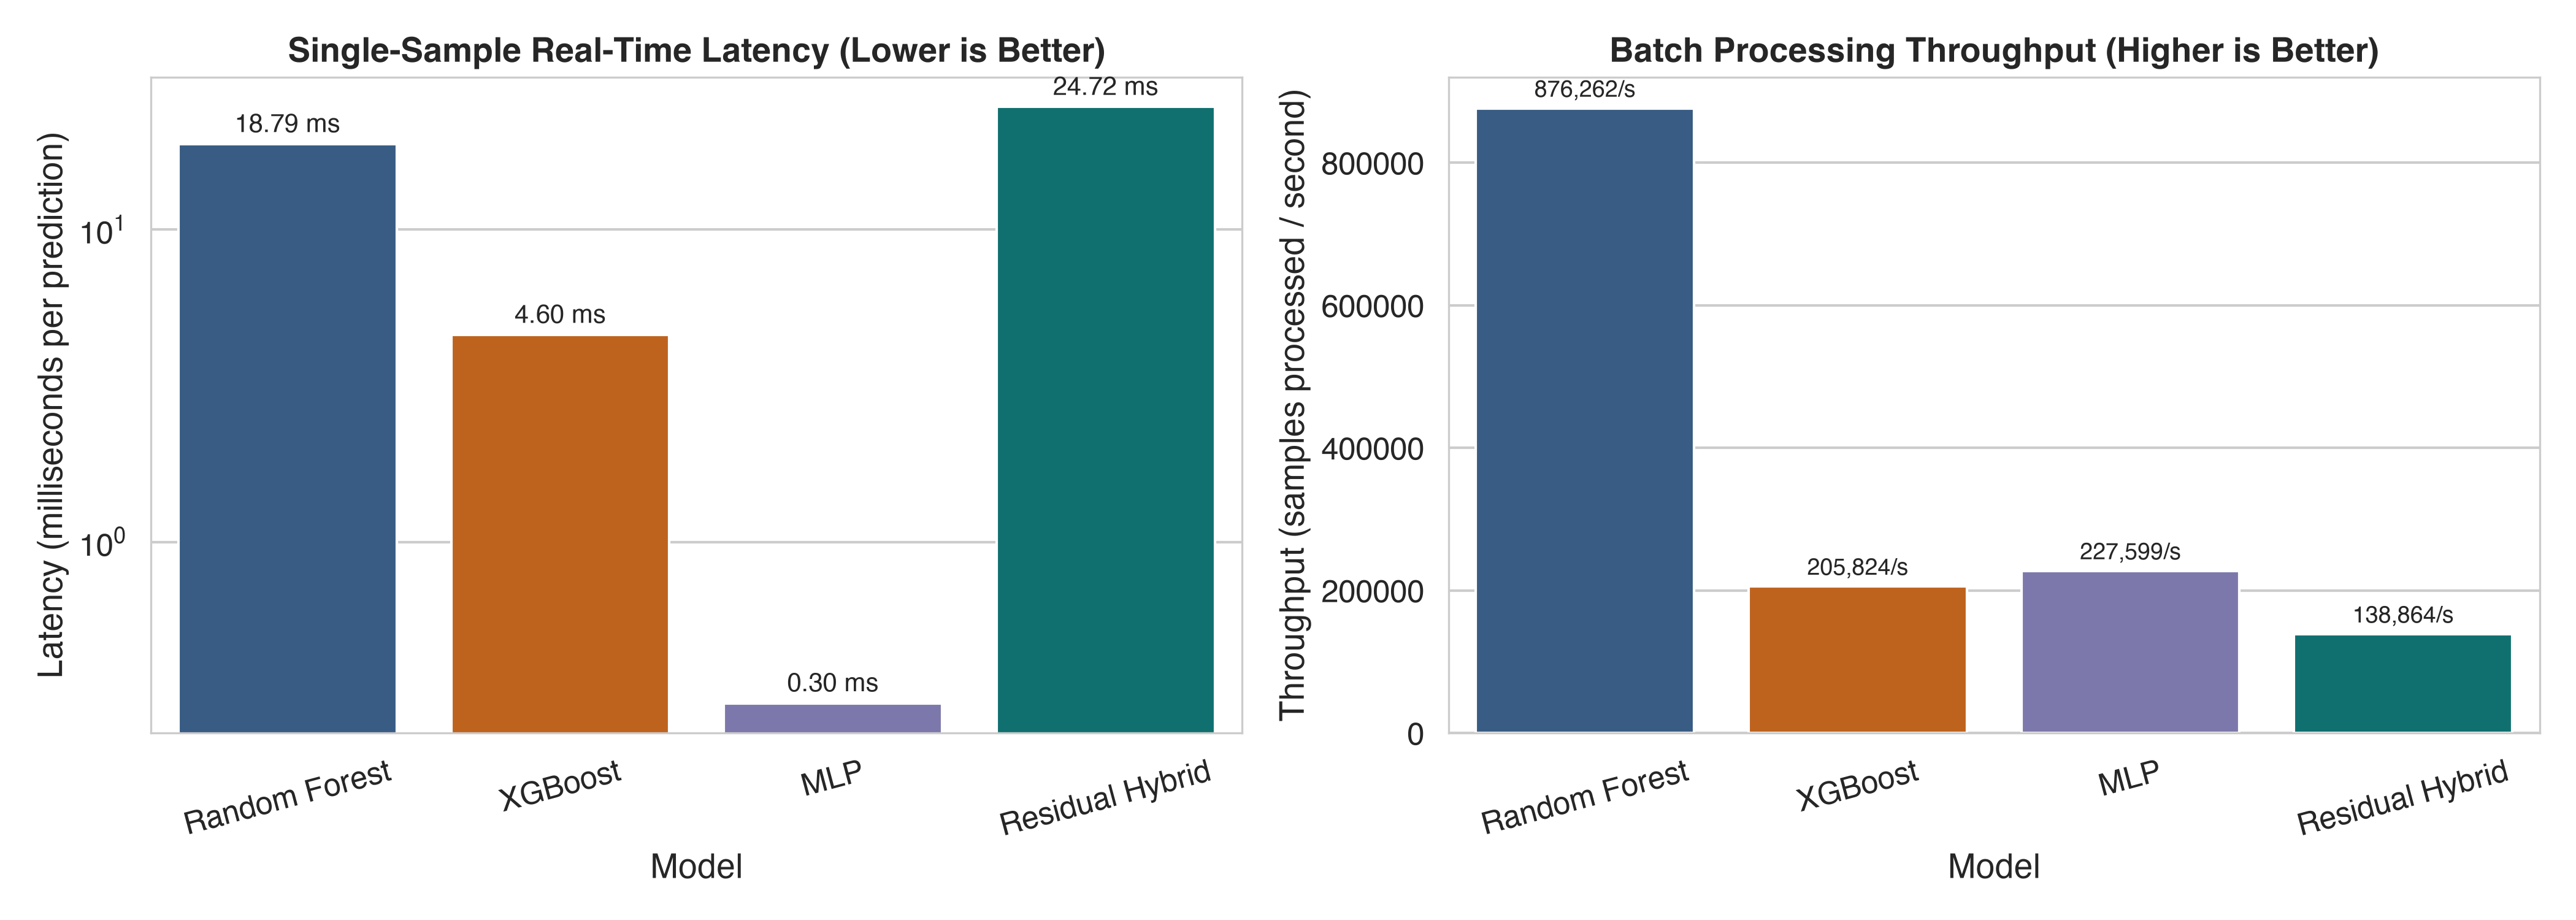 Single-Sample Real-Time Latency (Lower is Better)
Latency (milliseconds per prediction)
10^1
10^0
18.79 ms
4.60 ms
0.30 ms
24.72 ms
Random Forest
XGBoost
MLP
Residual Hybrid
Model
Batch Processing Throughput (Higher is Better)
Throughput (samples processed / second)
800000
600000
400000
200000
0
876,262/s
205,824/s
227,599/s
138,864/s
Random Forest
XGBoost
MLP
Residual Hybrid
Model